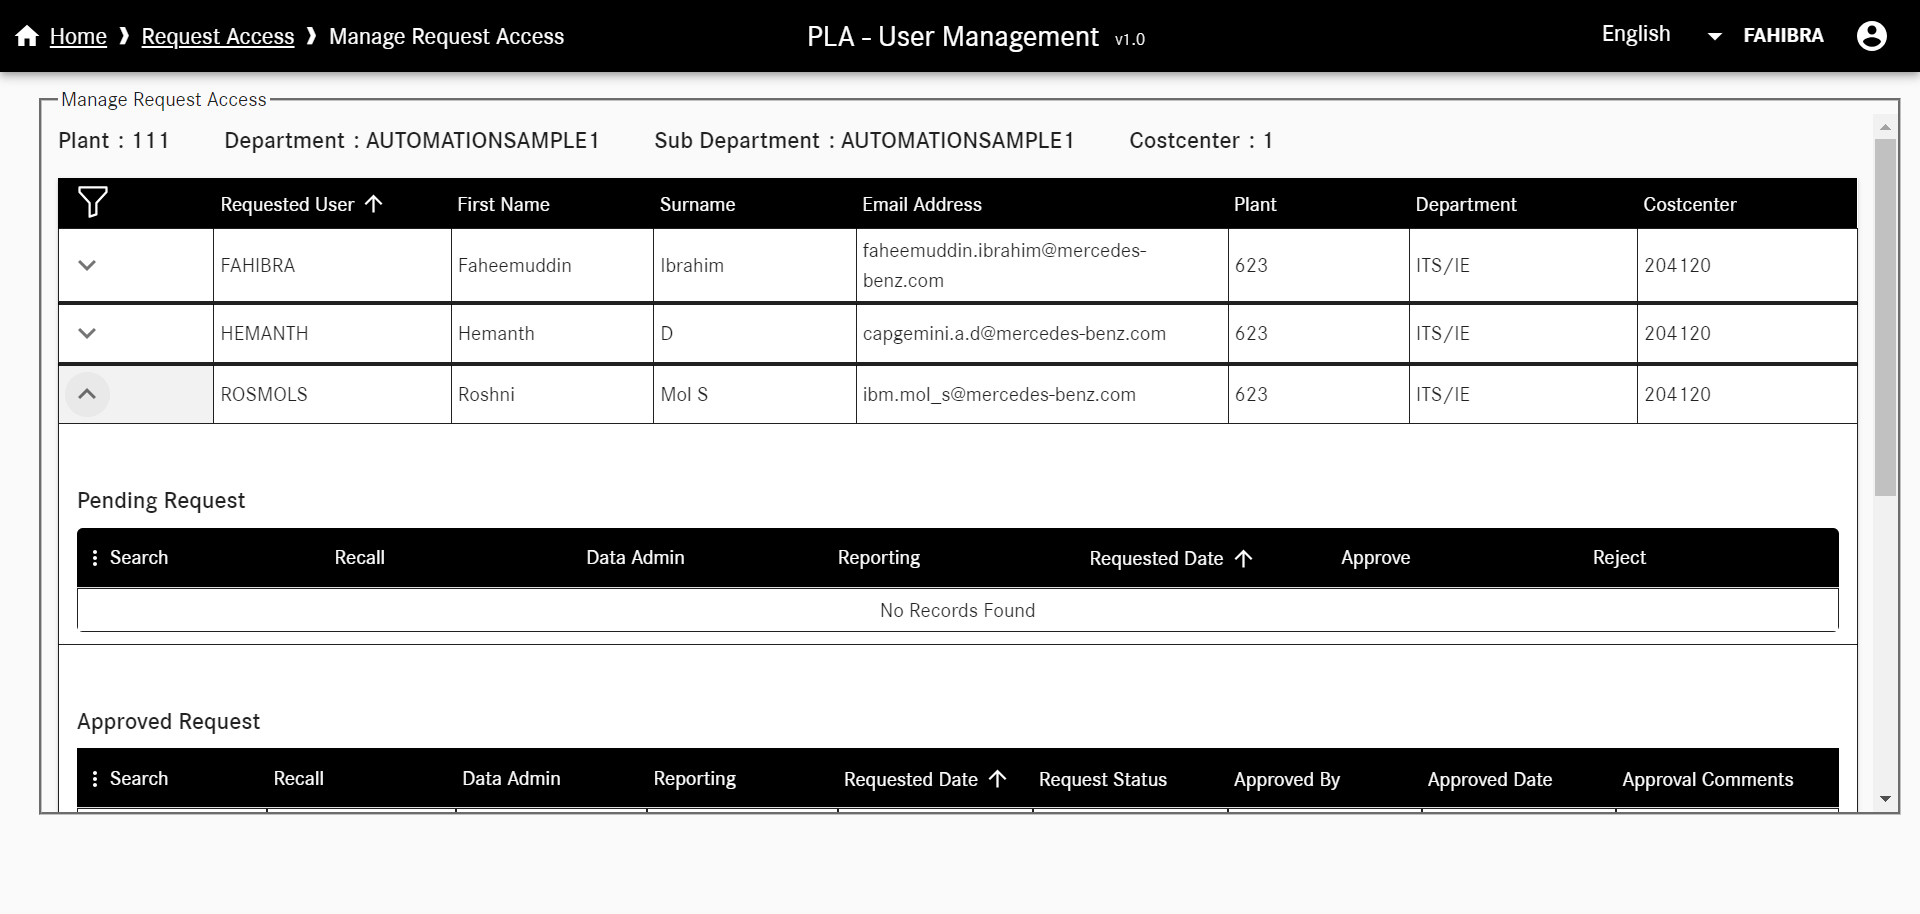 Home ❱ Request Access ❱ Manage Request Access PLA - User Management v1.0 English FAHIBRA
Manage Request Access
Plant : 111 Department : AUTOMATIONSAMPLE1 Sub Department : AUTOMATIONSAMPLE1 Costcenter : 1
Requested User First Name Surname Email Address Plant Department Costcenter
FAHIBRA Faheemuddin Ibrahim faheemuddin.ibrahim@mercedes-
benz.com 623 ITS/IE 204120
HEMANTH Hemanth D capgemini.a.d@mercedes-benz.com 623 ITS/IE 204120
ROSMOLS Roshni Mol S ibm.mol_s@mercedes-benz.com 623 ITS/IE 204120
Pending Request
Search Recall Data Admin Reporting Requested Date Approve Reject
No Records Found
Approved Request
Search Recall Data Admin Reporting Requested Date Request Status Approved By Approved Date Approval Comments